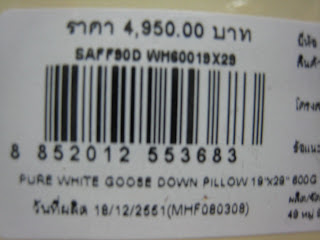 ราคา 4,950.00 บาท
SAFF90D WH60019X29
8 852012 553683
PURE WHITE GOOSE DOWN PILLOW 19"x29" 600G
วันที่ผลิต 18/12/2551(MHF080308)